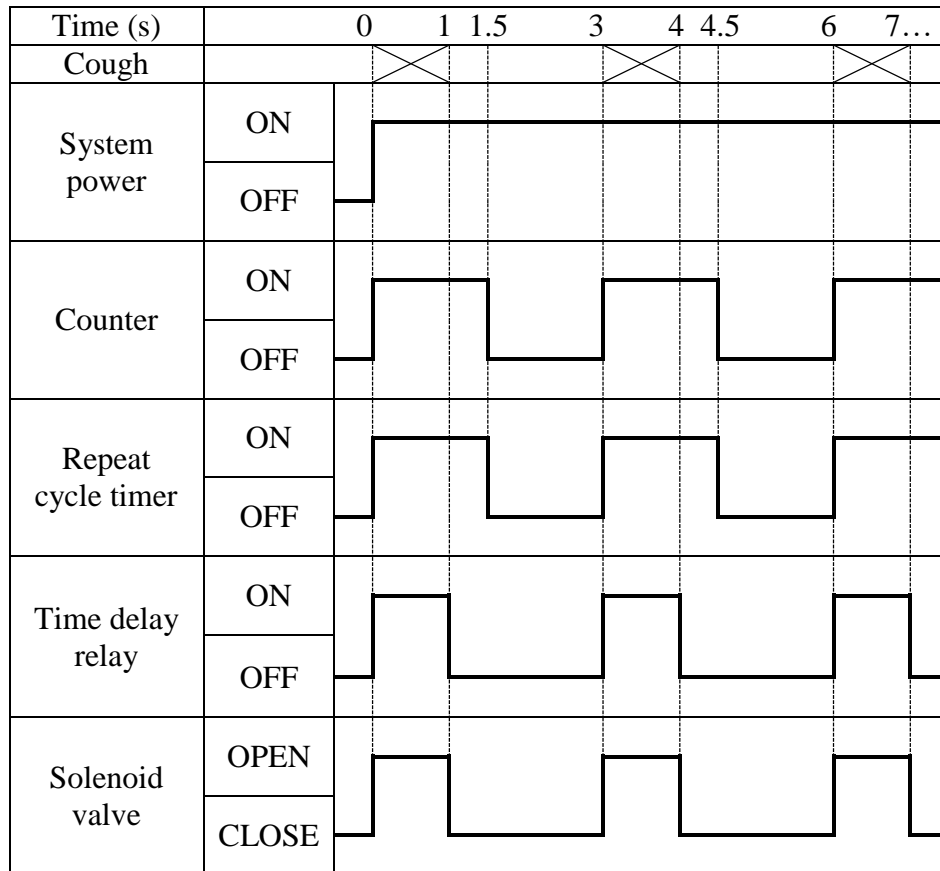 Time (s) 0 1 1.5 3 4 4.5 6 7…
Cough
System
power
ON
OFF
Counter
ON
OFF
Repeat
cycle timer
ON
OFF
Time delay
relay
ON
OFF
Solenoid
valve
OPEN
CLOSE